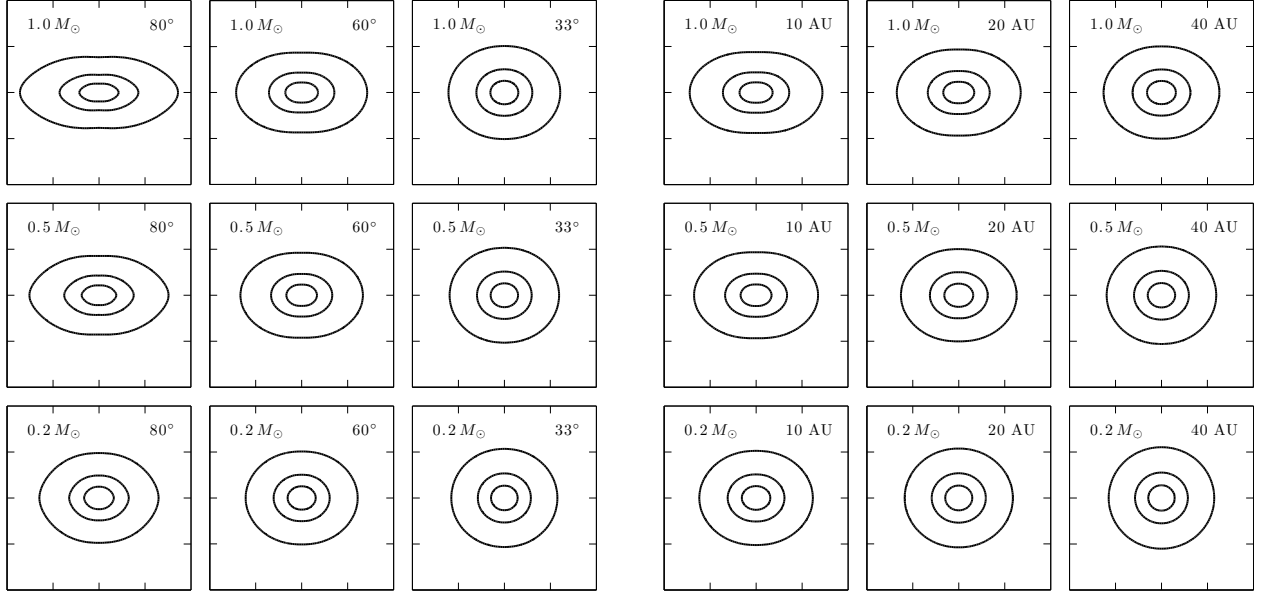 1.0 M☉ 80° 1.0 M☉ 60° 1.0 M☉ 33° 1.0 M☉ 10 AU 1.0 M☉ 20 AU 1.0 M☉ 40 AU
0.5 M☉ 80° 0.5 M☉ 60° 0.5 M☉ 33° 0.5 M☉ 10 AU 0.5 M☉ 20 AU 0.5 M☉ 40 AU
0.2 M☉ 80° 0.2 M☉ 60° 0.2 M☉ 33° 0.2 M☉ 10 AU 0.2 M☉ 20 AU 0.2 M☉ 40 AU